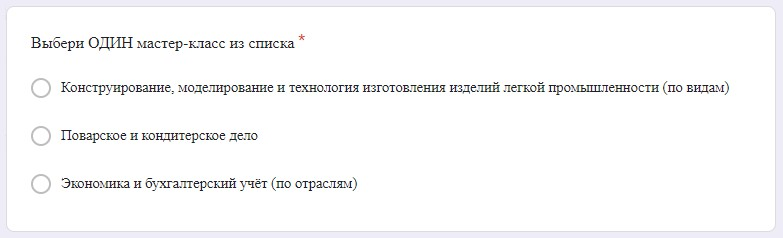 Выбери ОДИН мастер-класс из списка *
Конструирование, моделирование и технология изготовления изделий легкой промышленности (по видам)
Поварское и кондитерское дело
Экономика и бухгалтерский учёт (по отраслям)